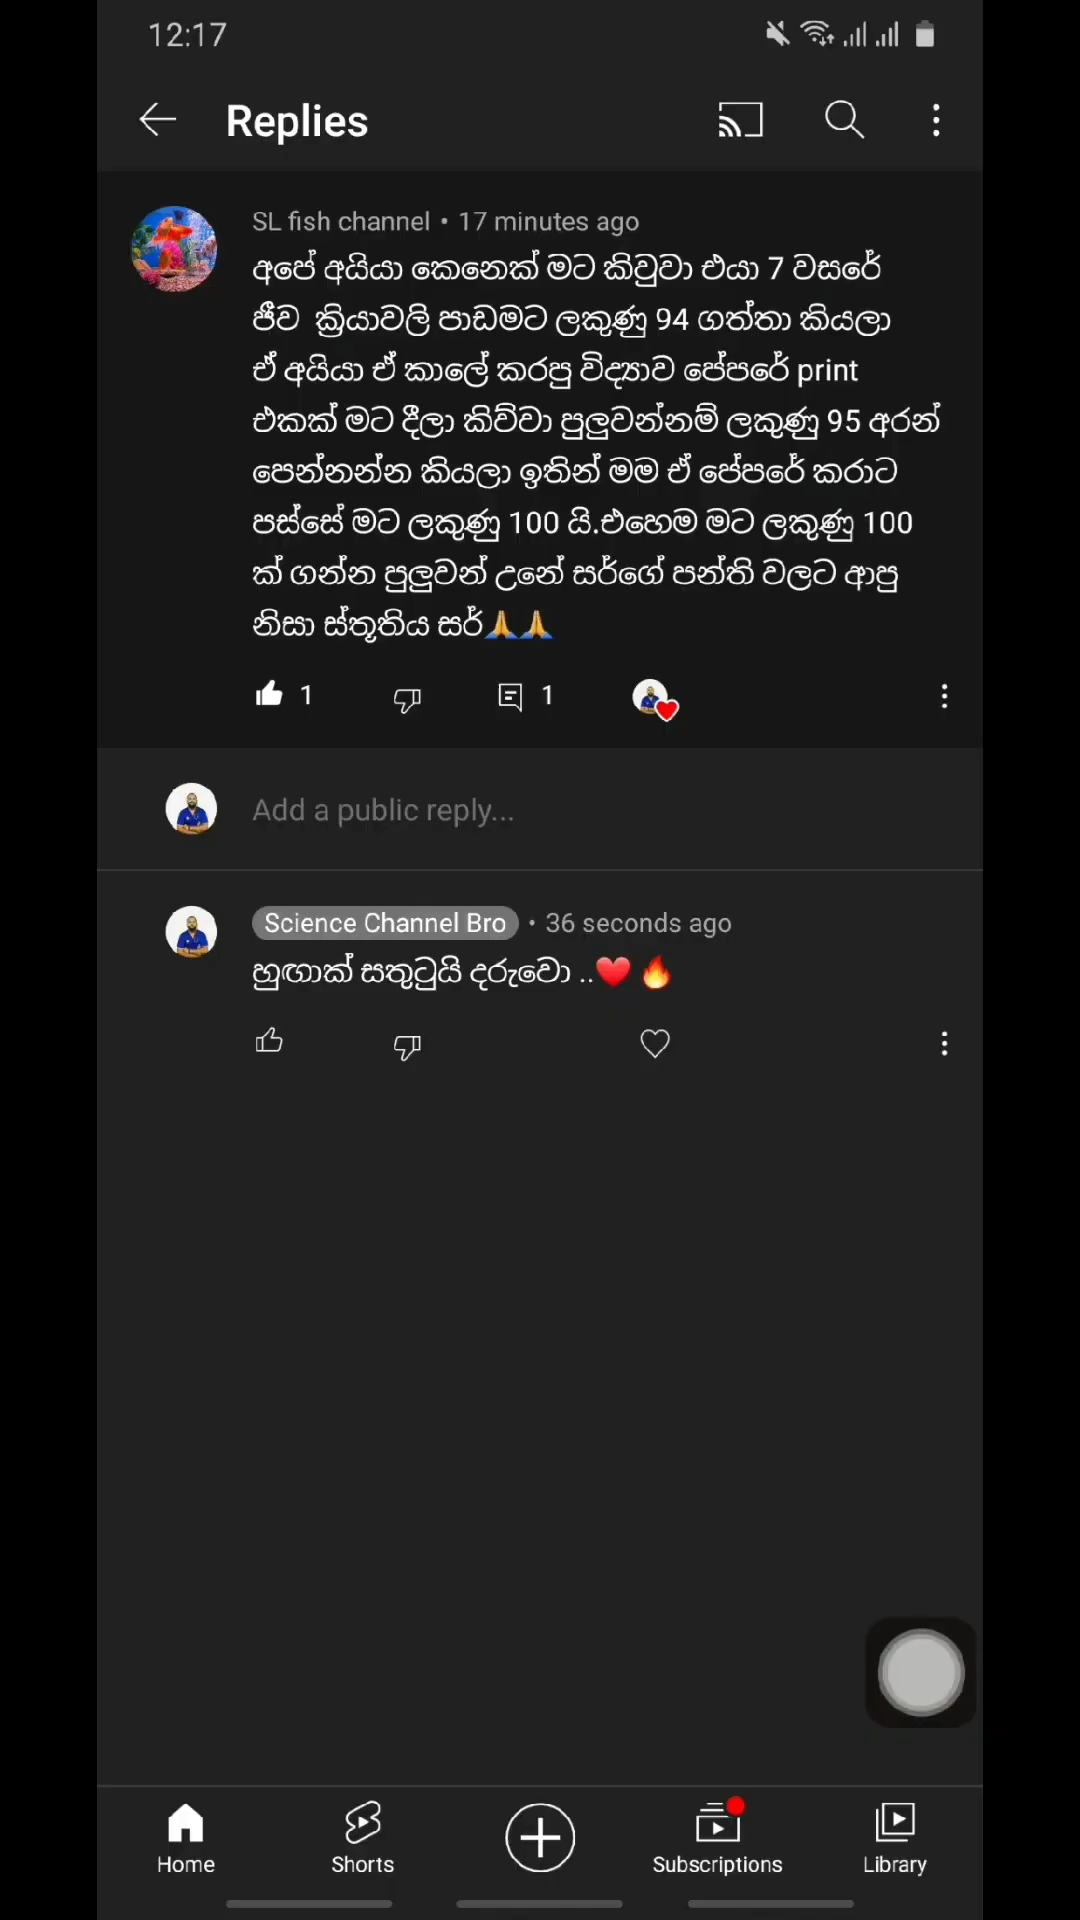 12:17
Replies
SL fish channel • 17 minutes ago
අපේ අයියා කෙනෙක් මට කිවුවා එයා 7 වසරේ
ජීව ක්‍රියාවලි පාඩමට ලකුණු 94 ගත්තා කියලා
ඒ අයියා ඒ කාලේ කරපු විද්‍යාව පේපරේ print
එකක් මට දීලා කිව්වා පුලුවන්නම් ලකුණු 95 අරන්
පෙන්නන්න කියලා ඉතින් මම ඒ පේපරේ කරාට
පස්සේ මට ලකුණු 100 යි.එහෙම මට ලකුණු 100
ක් ගන්න පුලුවන් උනේ සර්ගේ පන්ති වලට ආපු
නිසා ස්තූතිය සර්🙏🙏
1 1
Add a public reply...
Science Channel Bro • 36 seconds ago
හුඟාක් සතුටුයි දරුවො ..❤️ 🔥
Home Shorts Subscriptions Library